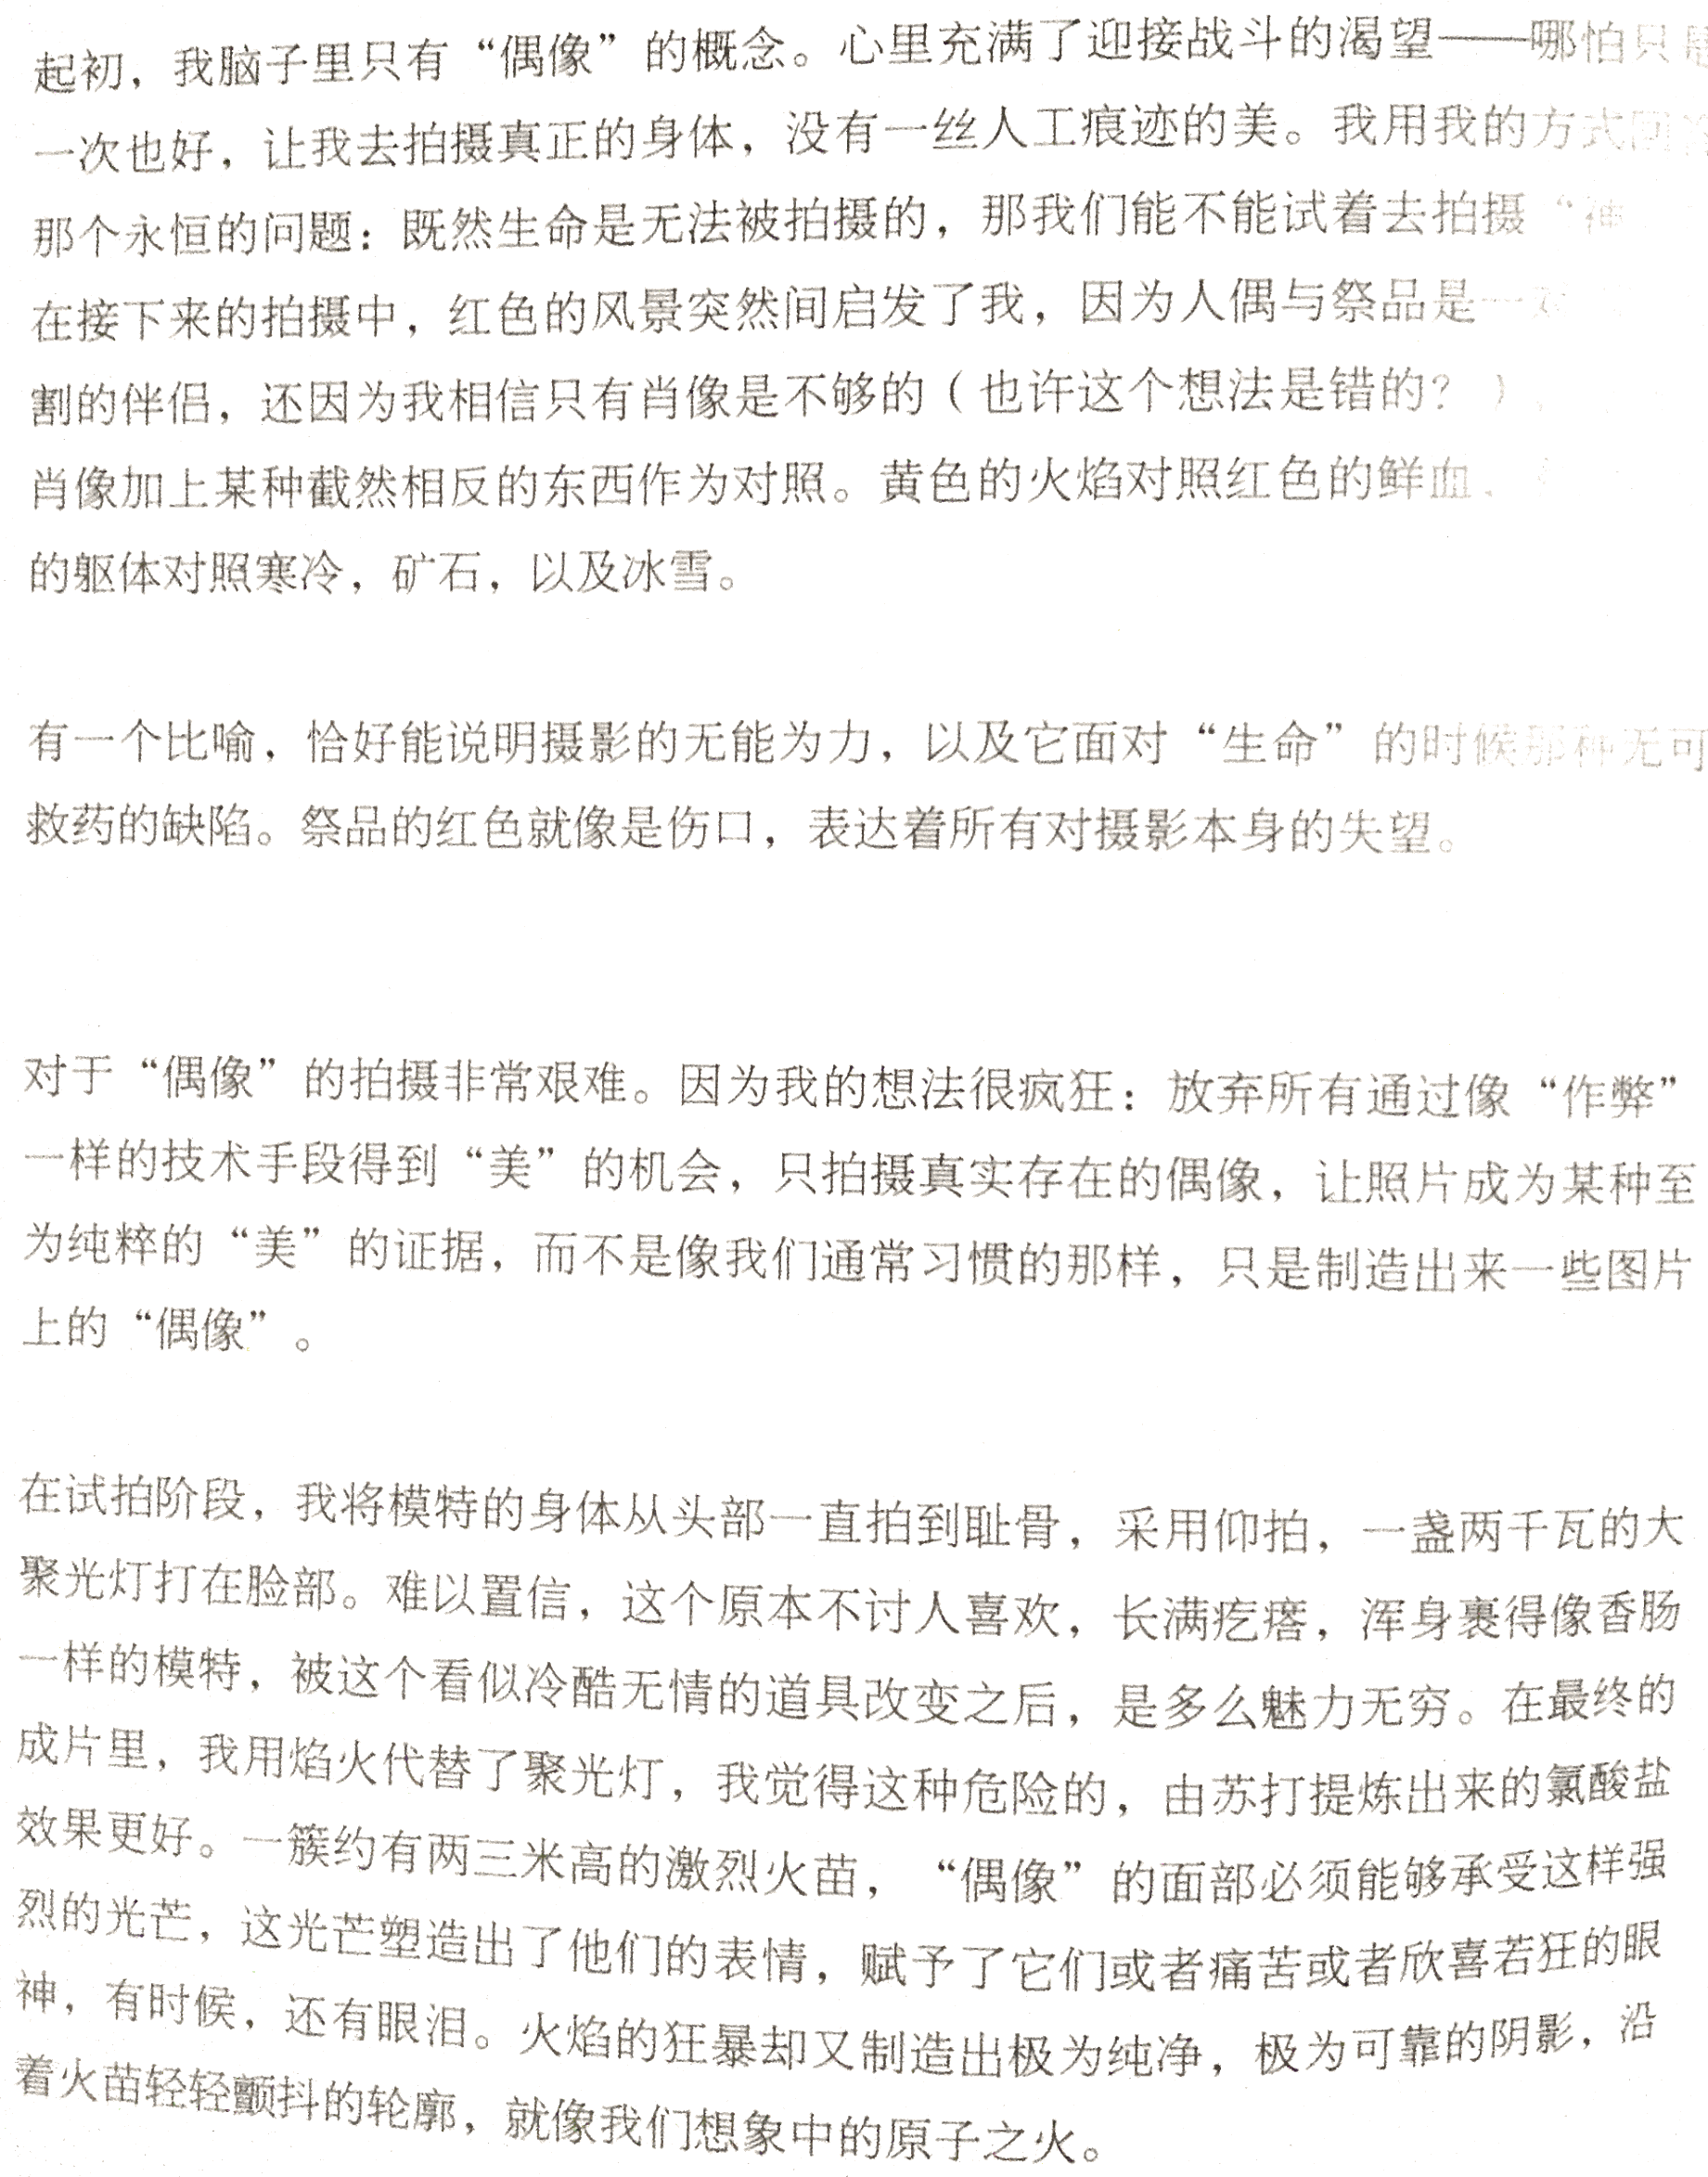 起初，我脑子里只有“偶像”的概念。心里充满了迎接战斗的渴望——哪怕只
一次也好，让我去拍摄真正的身体，没有一丝人工痕迹的美。我用我的方式回
那个永恒的问题：既然生命是无法被拍摄的，那我们能不能试着去拍摄“神
在接下来的拍摄中，红色的风景突然间启发了我，因为人偶与祭品是一对
割的伴侣，还因为我相信只有肖像是不够的（也许这个想法是错的？）
肖像加上某种截然相反的东西作为对照。黄色的火焰对照红色的鲜血，
的躯体对照寒冷，矿石，以及冰雪。
有一个比喻，恰好能说明摄影的无能为力，以及它面对“生命”的时候那种无可
救药的缺陷。祭品的红色就像是伤口，表达着所有对摄影本身的失望。
对于“偶像”的拍摄非常艰难。因为我的想法很疯狂：放弃所有通过像“作弊”
一样的技术手段得到“美”的机会，只拍摄真实存在的偶像，让照片成为某种至
为纯粹的“美”的证据，而不是像我们通常习惯的那样，只是制造出来一些图片
上的“偶像”。
在试拍阶段，我将模特的身体从头部一直拍到耻骨，采用仰拍，一盏两千瓦的大
聚光灯打在脸部。难以置信，这个原本不讨人喜欢，长满疙瘩，浑身裹得像香肠
一样的模特，被这个看似冷酷无情的道具改变之后，是多么魅力无穷。在最终的
成片里，我用焰火代替了聚光灯，我觉得这种危险的，由苏打提炼出来的氯酸盐
效果更好。一簇约有两三米高的激烈火苗，“偶像”的面部必须能够承受这样强
烈的光芒，这光芒塑造出了他们的表情，赋予了它们或者痛苦或者欣喜若狂的眼
神，有时候，还有眼泪。火焰的狂暴却又制造出极为纯净，极为可靠的阴影，沿
着火苗轻轻颤抖的轮廓，就像我们想象中的原子之火。